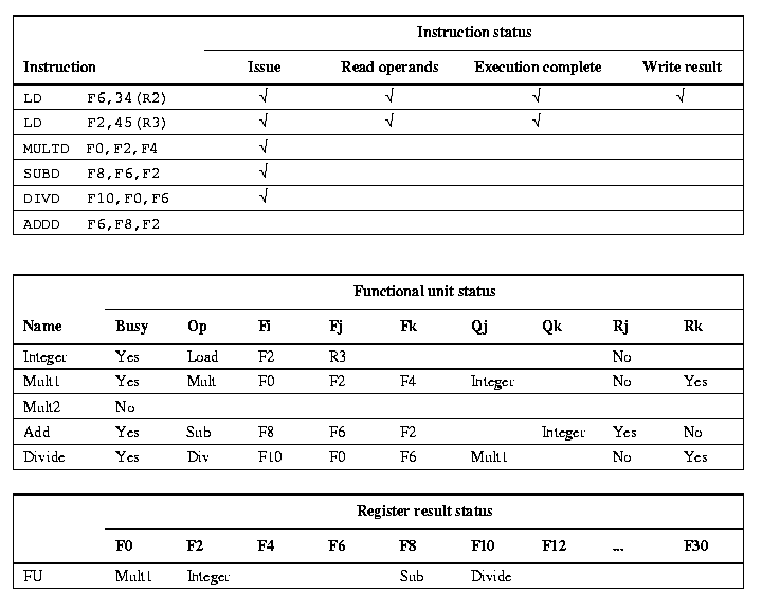 Instruction status
Instruction Issue Read operands Execution complete Write result
LD F6,34(R2) √ √ √ √
LD F2,45(R3) √ √ √
MULTD F0,F2,F4 √
SUBD F8,F6,F2 √
DIVD F10,F0,F6 √
ADDD F6,F8,F2
Functional unit status
Name Busy Op Fi Fj Fk Qj Qk Rj Rk
Integer Yes Load F2 R3 No
Mult1 Yes Mult F0 F2 F4 Integer No Yes
Mult2 No
Add Yes Sub F8 F6 F2 Integer Yes No
Divide Yes Div F10 F0 F6 Mult1 No Yes
Register result status
F0 F2 F4 F6 F8 F10 F12 ... F30
FU Mult1 Integer Sub Divide